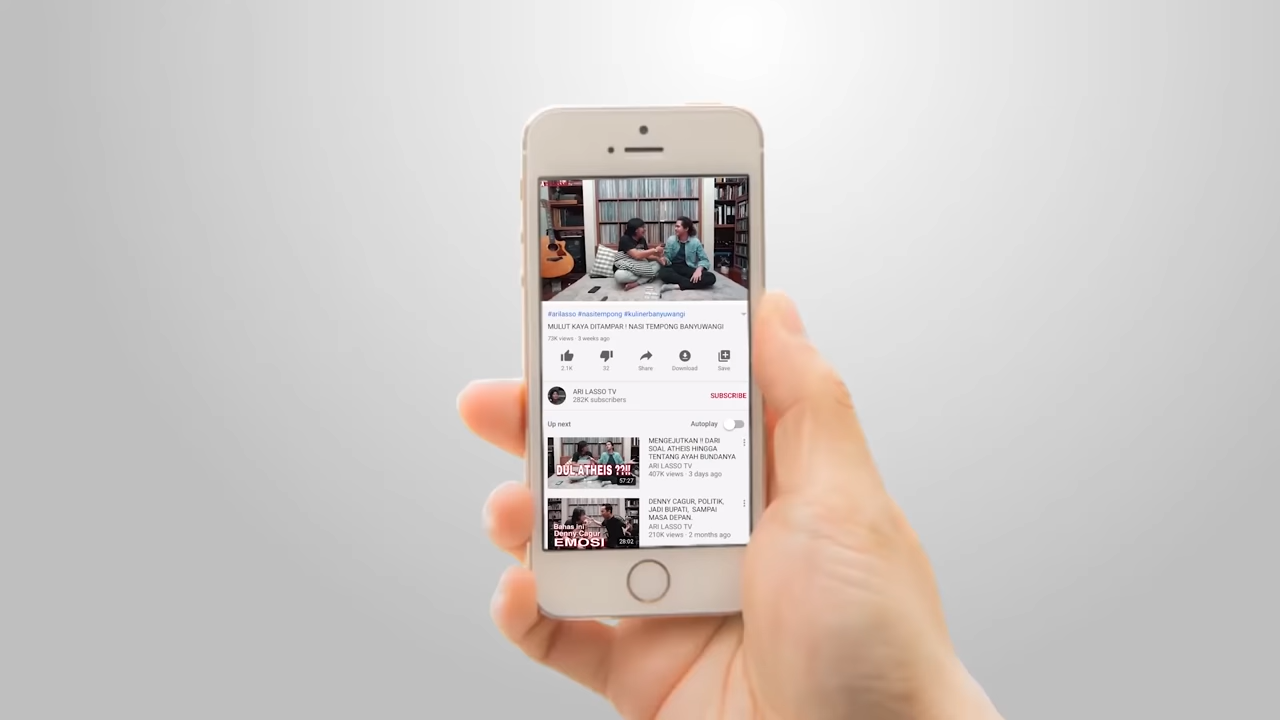 #arilasso #nasitempong #kulinerbanyuwangi
MULUT KAYA DITAMPAR ! NASI TEMPONG BANYUWANGI
73K views · 3 weeks ago
2.1K 32 Share Download Save
ARI LASSO TV
282K subscribers
SUBSCRIBE
Up next
Autoplay
DUL ATHEIS ??!!
57:27
MENGEJUTKAN !! DARI
SOAL ATHEIS HINGGA
TENTANG AYAH BUNDANYA
ARI LASSO TV
407K views · 3 days ago
Bahas ini
Denny Cagur
EMOSI
28:02
DENNY CAGUR, POLITIK,
JADI BUPATI, SAMPAI
MASA DEPAN.
ARI LASSO TV
210K views · 2 months ago